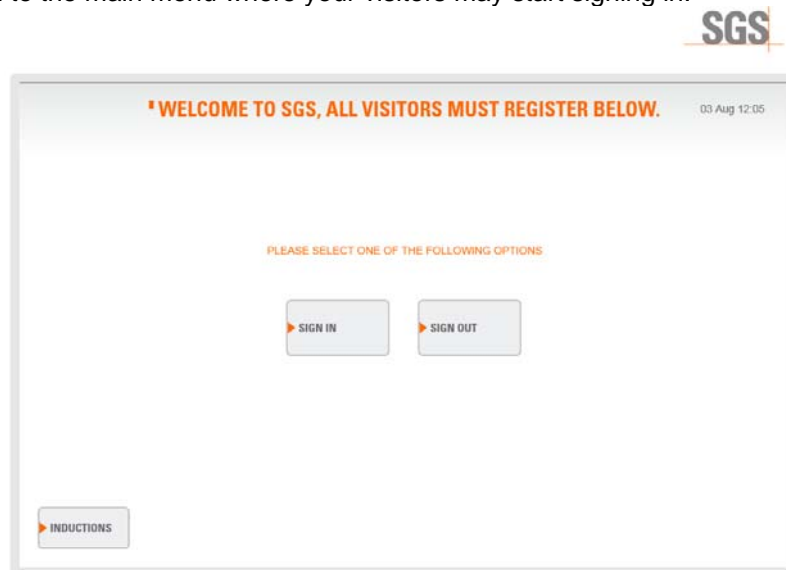 to the main menu where your visitors may start signing in.
SGS
WELCOME TO SGS, ALL VISITORS MUST REGISTER BELOW.
03 Aug 12:05
PLEASE SELECT ONE OF THE FOLLOWING OPTIONS
SIGN IN
SIGN OUT
INDUCTIONS